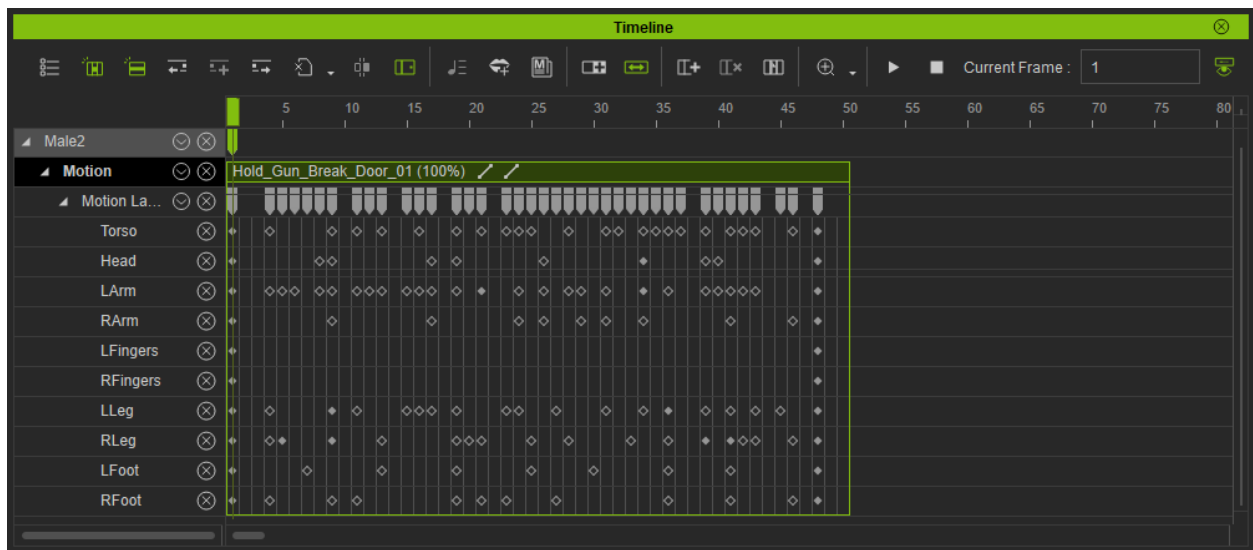 Timeline
Current Frame : 1
5 10 15 20 25 30 35 40 45 50 55 60 65 70 75 80
Male2
Motion
Hold_Gun_Break_Door_01 (100%)
Motion La...
Torso
Head
LArm
RArm
LFingers
RFingers
LLeg
RLeg
LFoot
RFoot